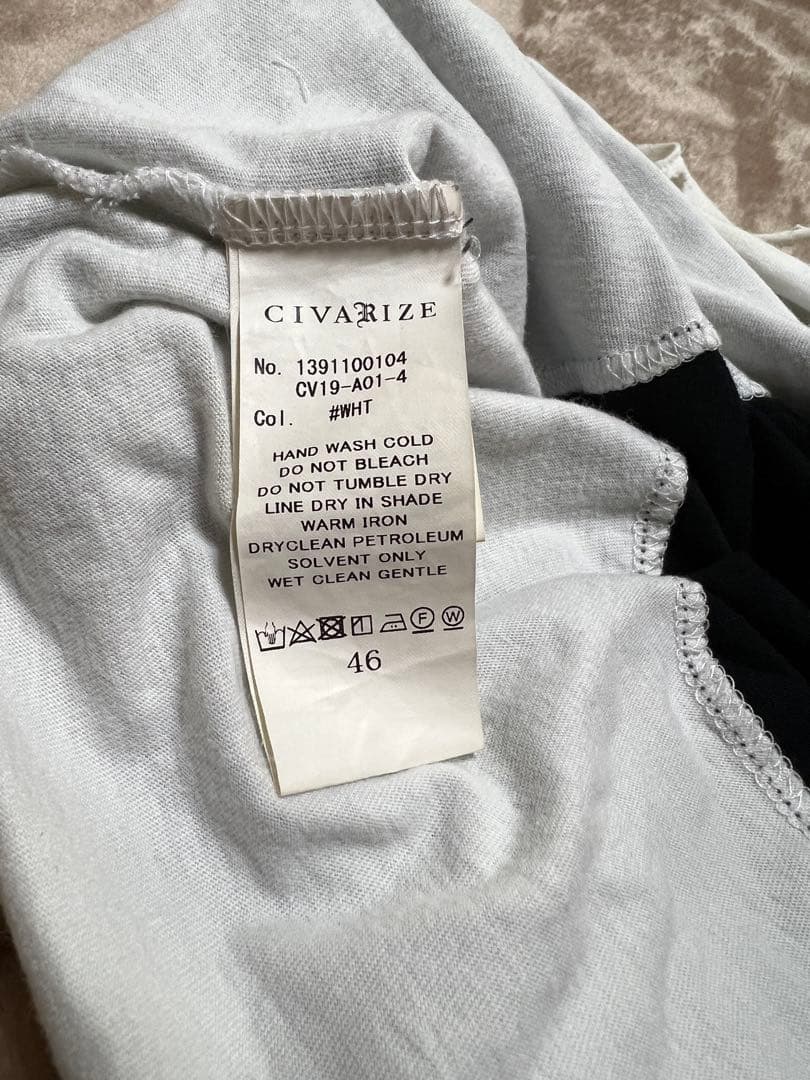 CIVARIZE
No. 1391100104
CV19-A01-4
Col. #WHT
HAND WASH COLD
DO NOT BLEACH
DO NOT TUMBLE DRY
LINE DRY IN SHADE
WARM IRON
DRYCLEAN PETROLEUM
SOLVENT ONLY
WET CLEAN GENTLE
F W
46